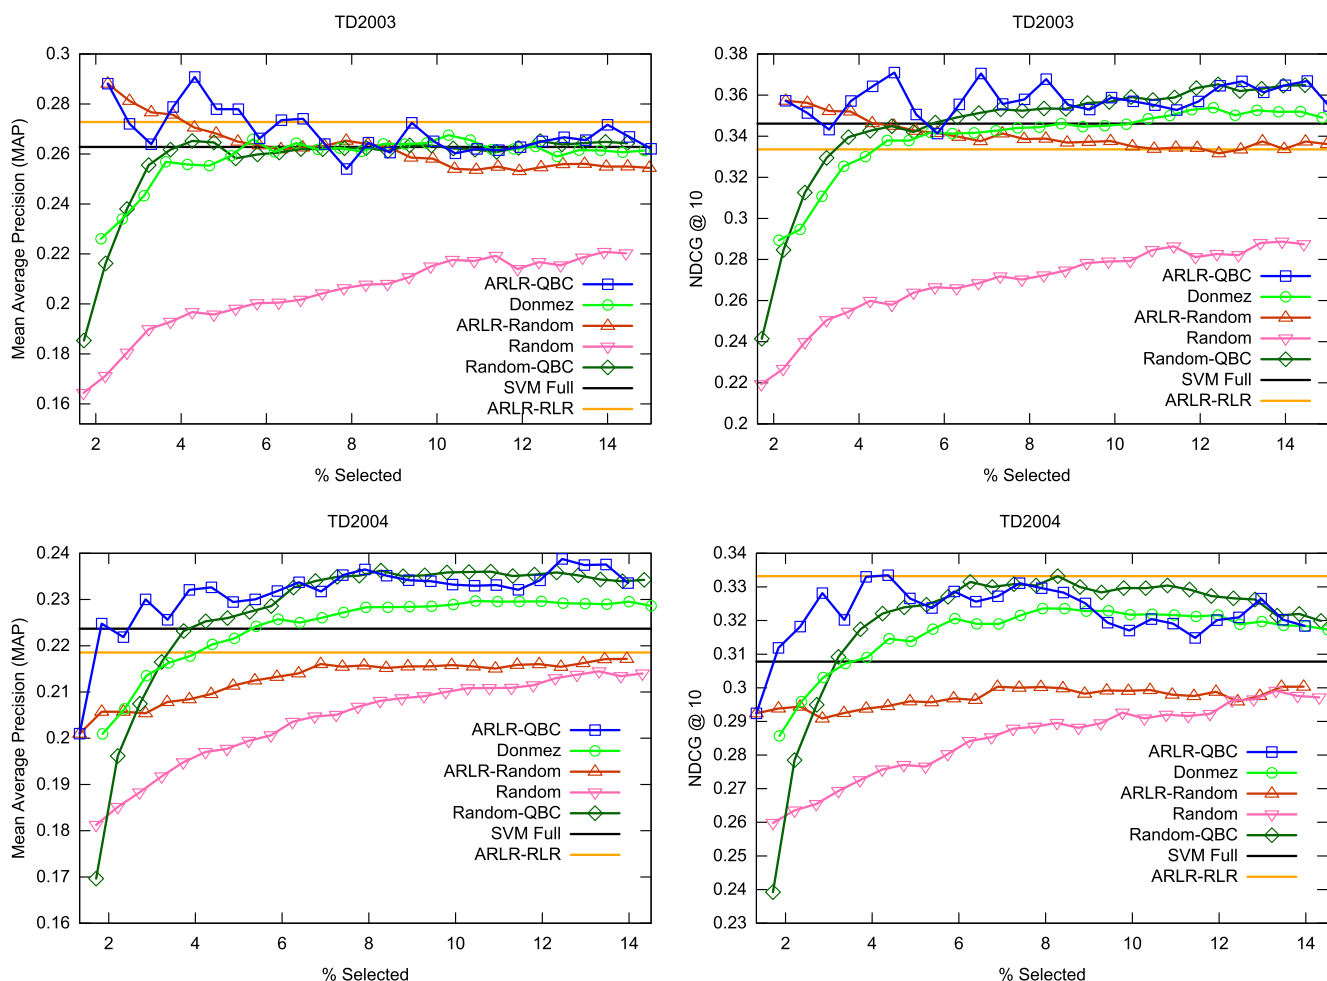 TD2003
Mean Average Precision (MAP)
0.3
0.28
0.26
0.24
0.22
0.2
0.18
0.16
2 4 6 8 10 12 14
% Selected
ARLR-QBC
Donmez
ARLR-Random
Random
Random-QBC
SVM Full
ARLR-RLR
TD2003
NDCG @ 10
0.38
0.36
0.34
0.32
0.3
0.28
0.26
0.24
0.22
0.2
2 4 6 8 10 12 14
% Selected
ARLR-QBC
Donmez
ARLR-Random
Random
Random-QBC
SVM Full
ARLR-RLR
TD2004
Mean Average Precision (MAP)
0.24
0.23
0.22
0.21
0.20
0.19
0.18
0.17
0.16
2 4 6 8 10 12 14
% Selected
ARLR-QBC
Donmez
ARLR-Random
Random
Random-QBC
SVM Full
ARLR-RLR
TD2004
NDCG @ 10
0.34
0.33
0.32
0.31
0.3
0.29
0.28
0.27
0.26
0.25
0.24
0.23
2 4 6 8 10 12 14
% Selected
ARLR-QBC
Donmez
ARLR-Random
Random
Random-QBC
SVM Full
ARLR-RLR